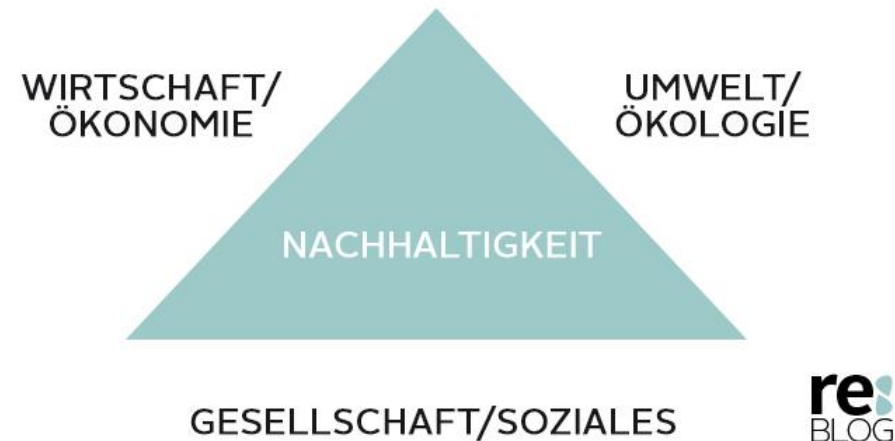 WIRTSCHAFT/
ÖKONOMIE
UMWELT/
ÖKOLOGIE
NACHHALTIGKEIT
GESELLSCHAFT/SOZIALES
re:
BLOG